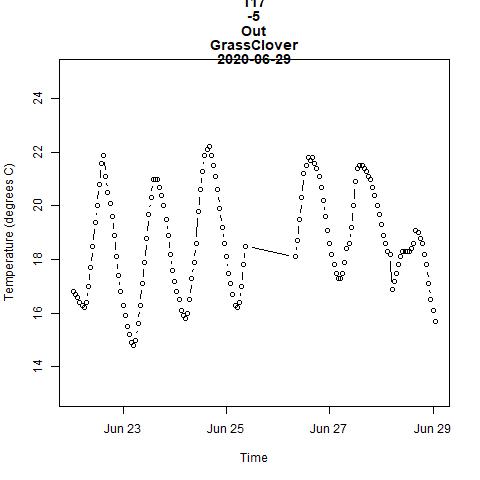 T17
-5
Out
GrassClover
2020-06-29
Temperature (degrees C)
24
22
20
18
16
14
Jun 23
Jun 25
Jun 27
Jun 29
Time